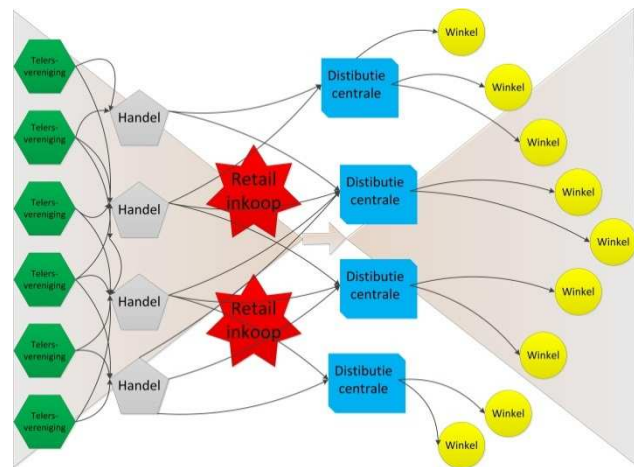 Telers-
vereniging
Telers-
vereniging
Telers-
vereniging
Telers-
vereniging
Telers-
vereniging
Telers-
vereniging
Handel
Handel
Handel
Handel
Retail
inkoop
Retail
inkoop
Distibutie
centrale
Distibutie
centrale
Distibutie
centrale
Distibutie
centrale
Winkel
Winkel
Winkel
Winkel
Winkel
Winkel
Winkel
Winkel
Winkel